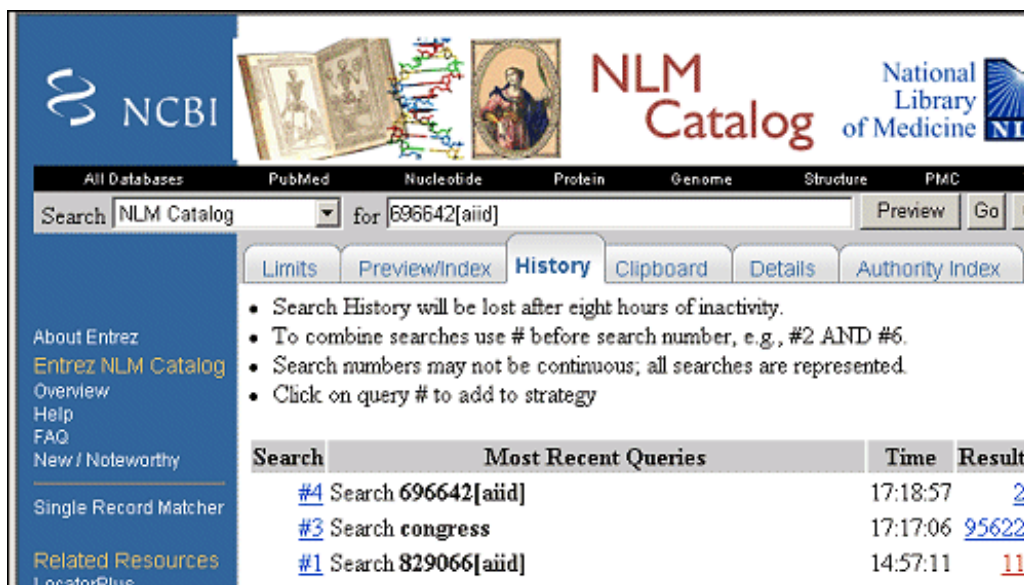 NCBI
NLM
Catalog
National
Library
of Medicine
All Databases PubMed Nucleotide Protein Genome Structure PMC
Search NLM Catalog for 696642[aiid] Preview Go
Limits Preview/Index History Clipboard Details Authority Index
Search History will be lost after eight hours of inactivity.
To combine searches use # before search number, e.g., #2 AND #6.
Search numbers may not be continuous; all searches are represented.
Click on query # to add to strategy
About Entrez
Entrez NLM Catalog
Overview
Help
FAQ
New / Noteworthy
Single Record Matcher
Related Resources
LocatorPlus
Search Most Recent Queries Time Result
#4 Search 696642[aiid] 17:18:57 2
#3 Search congress 17:17:06 95622
#1 Search 829066[aiid] 14:57:11 11